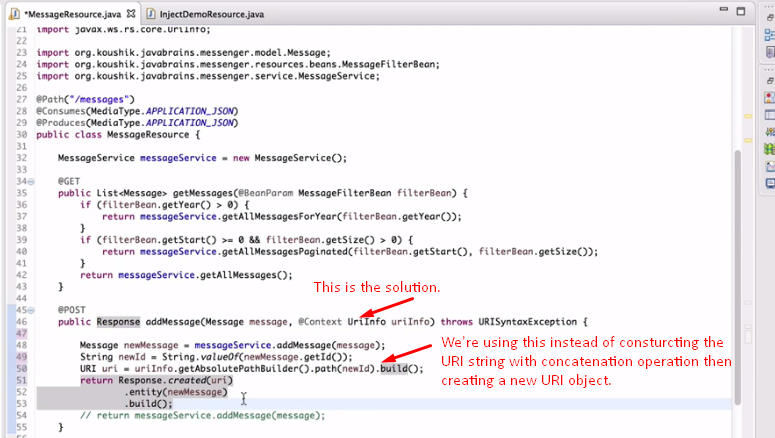 *MessageResource.java
InjectDemoResource.java
21 import javax.ws.rs.core.UriInfo;
22
23 import org.koushik.javabrains.messenger.model.Message;
24 import org.koushik.javabrains.messenger.resources.beans.MessageFilterBean;
25 import org.koushik.javabrains.messenger.service.MessageService;
26
27 @Path("/messages")
28 @Consumes(MediaType.APPLICATION_JSON)
29 @Produces(MediaType.APPLICATION_JSON)
30 public class MessageResource {
31
32 MessageService messageService = new MessageService();
33
34 @GET
35 public List<Message> getMessages(@BeanParam MessageFilterBean filterBean) {
36 if (filterBean.getYear() > 0) {
37 return messageService.getAllMessagesForYear(filterBean.getYear());
38 }
39 if (filterBean.getStart() >= 0 && filterBean.getSize() > 0) {
40 return messageService.getAllMessagesPaginated(filterBean.getStart(), filterBean.getSize());
41 }
42 return messageService.getAllMessages();
43 }
44
This is the solution.
45 @POST
46 public Response addMessage(Message message, @Context UriInfo uriInfo) throws URISyntaxException {
47
48 Message newMessage = messageService.addMessage(message);
49 String newId = String.valueOf(newMessage.getId());
50 URI uri = uriInfo.getAbsolutePathBuilder().path(newId).build();
We're using this instead of consturcting the
URI string with concatenation operation then
creating a new URI object.
51 return Response.created(uri)
52 .entity(newMessage)
53 .build();
54 // return messageService.addMessage(message);
55 }